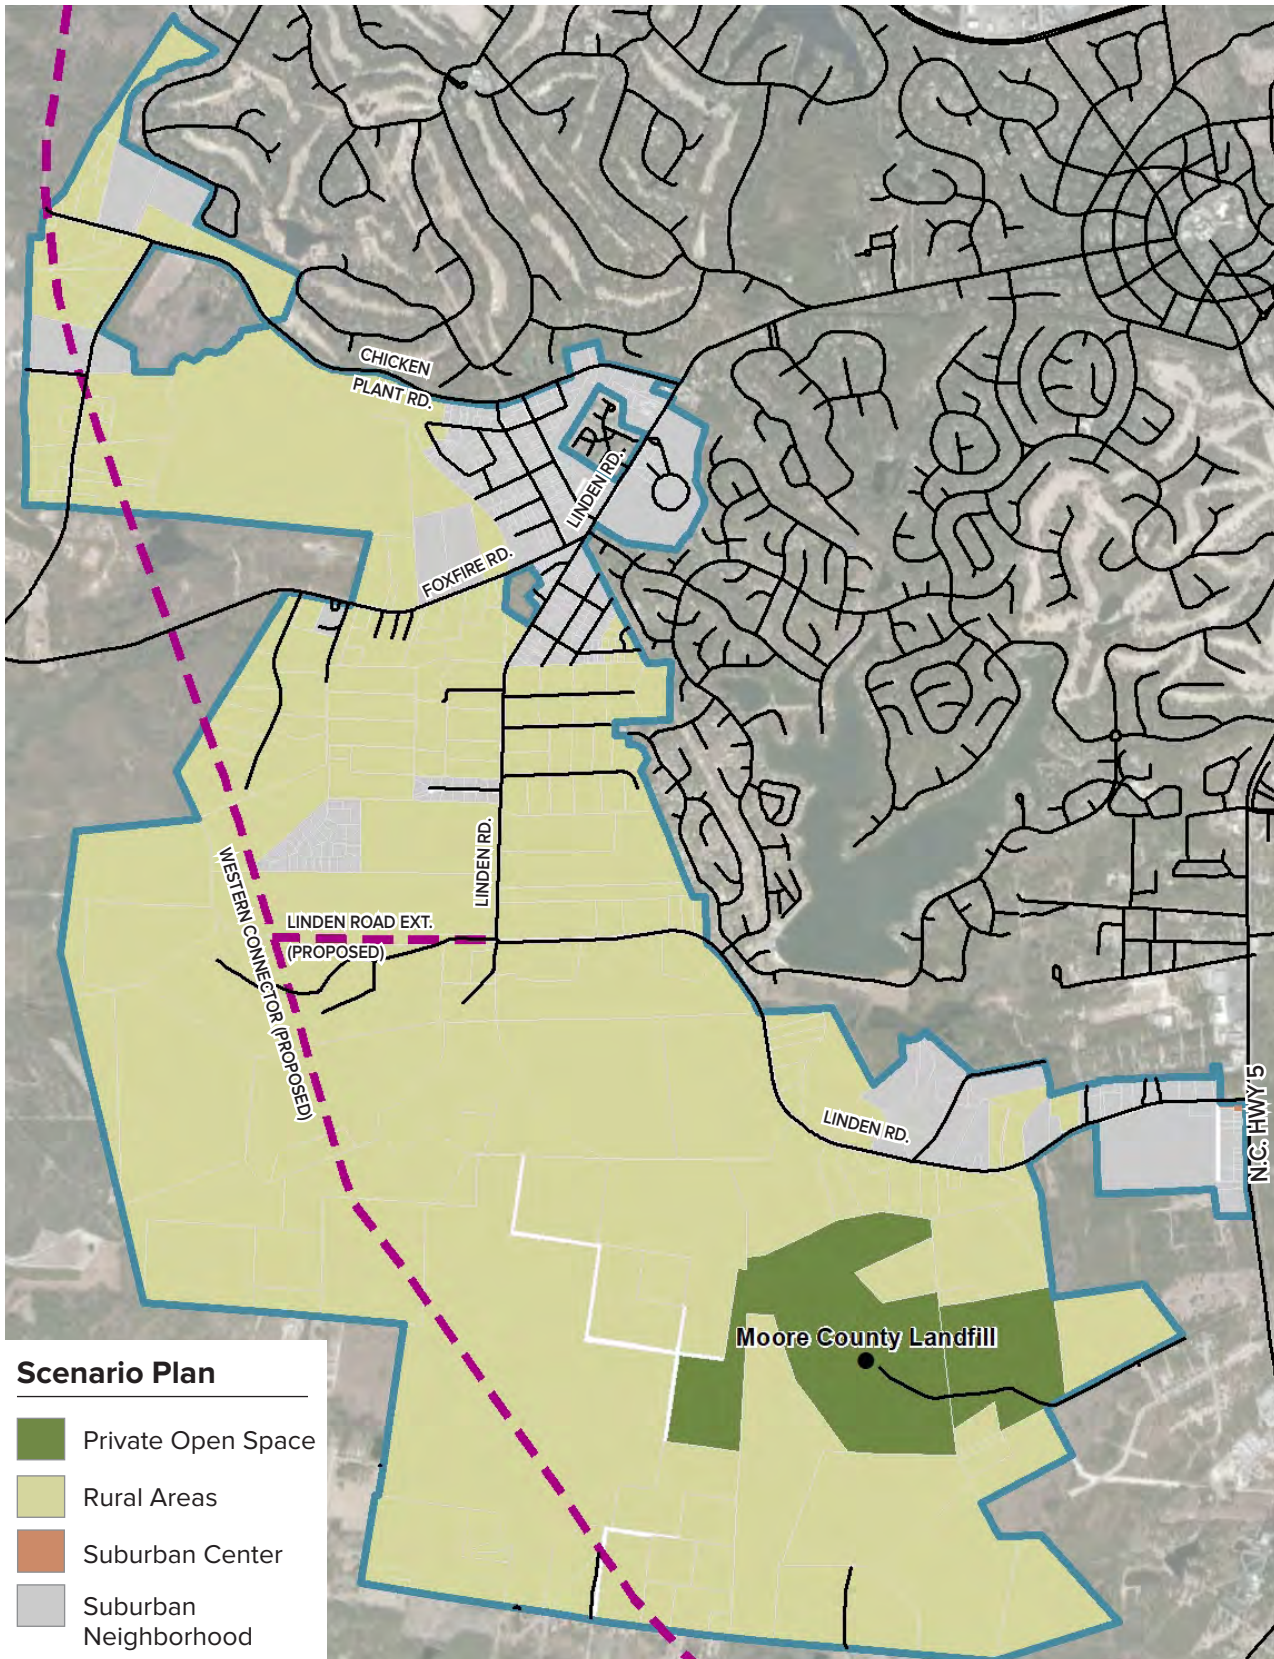 CHICKEN
PLANT RD.
LINDEN RD.
FOXFIRE RD.
LINDEN RD.
WESTERN CONNECTOR (PROPOSED)
LINDEN ROAD EXT.
(PROPOSED)
LINDEN RD.
N.C. HWY 5
Moore County Landfill
Scenario Plan
Private Open Space
Rural Areas
Suburban Center
Suburban
Neighborhood